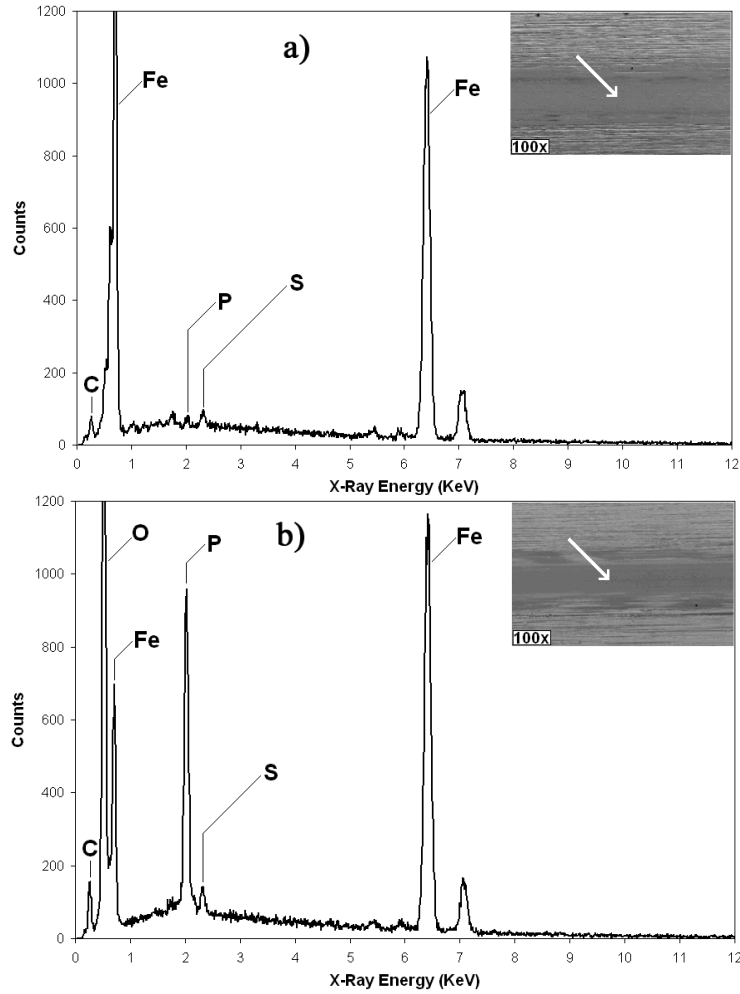 a)
1200
1000
800
600
400
200
0
Counts
Fe
Fe
P
S
C
100x
0 1 2 3 4 5 6 7 8 9 10 11 12
X-Ray Energy (KeV)
b)
1200
1000
800
600
400
200
0
Counts
O
P
Fe
Fe
S
C
100x
0 1 2 3 4 5 6 7 8 9 10 11 12
X-Ray Energy (KeV)